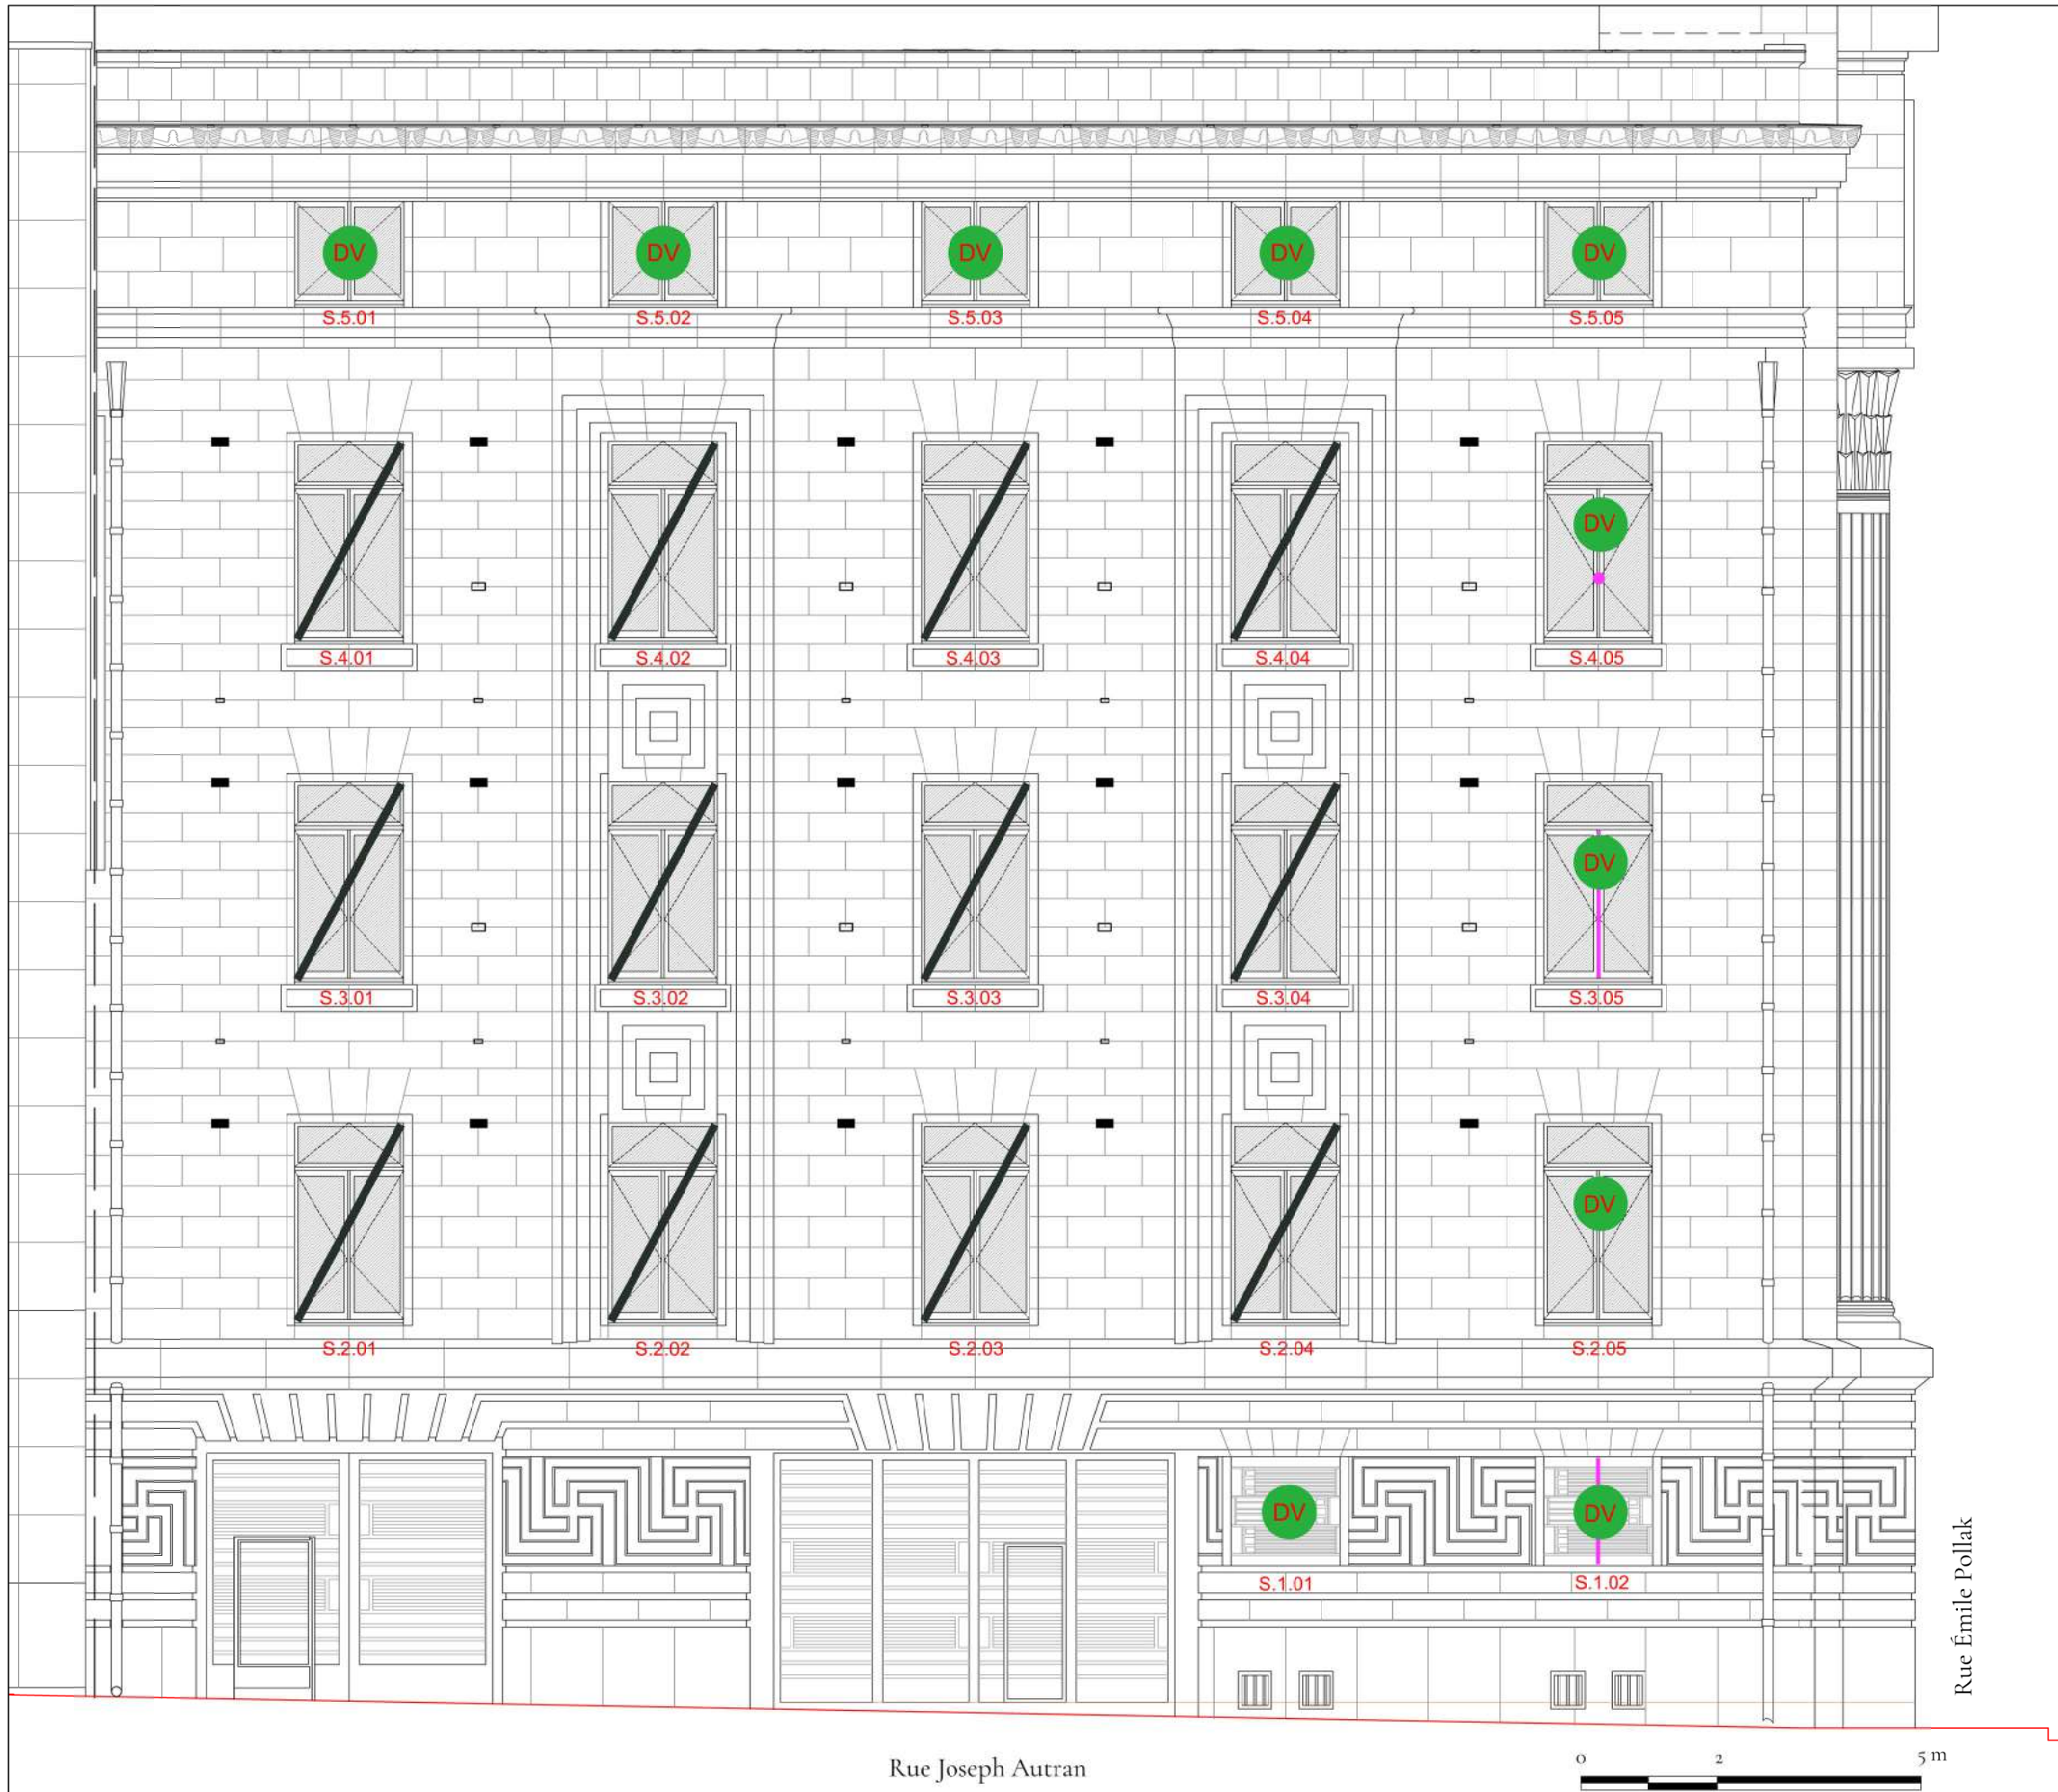 DV DV DV DV DV
S.5.01 S.5.02 S.5.03 S.5.04 S.5.05
DV
S.4.01 S.4.02 S.4.03 S.4.04 S.4.05
DV
S.3.01 S.3.02 S.3.03 S.3.04 S.3.05
DV
S.2.01 S.2.02 S.2.03 S.2.04 S.2.05
DV DV
S.1.01 S.1.02
Rue Émile Pollak
Rue Joseph Autran
0 2 5 m